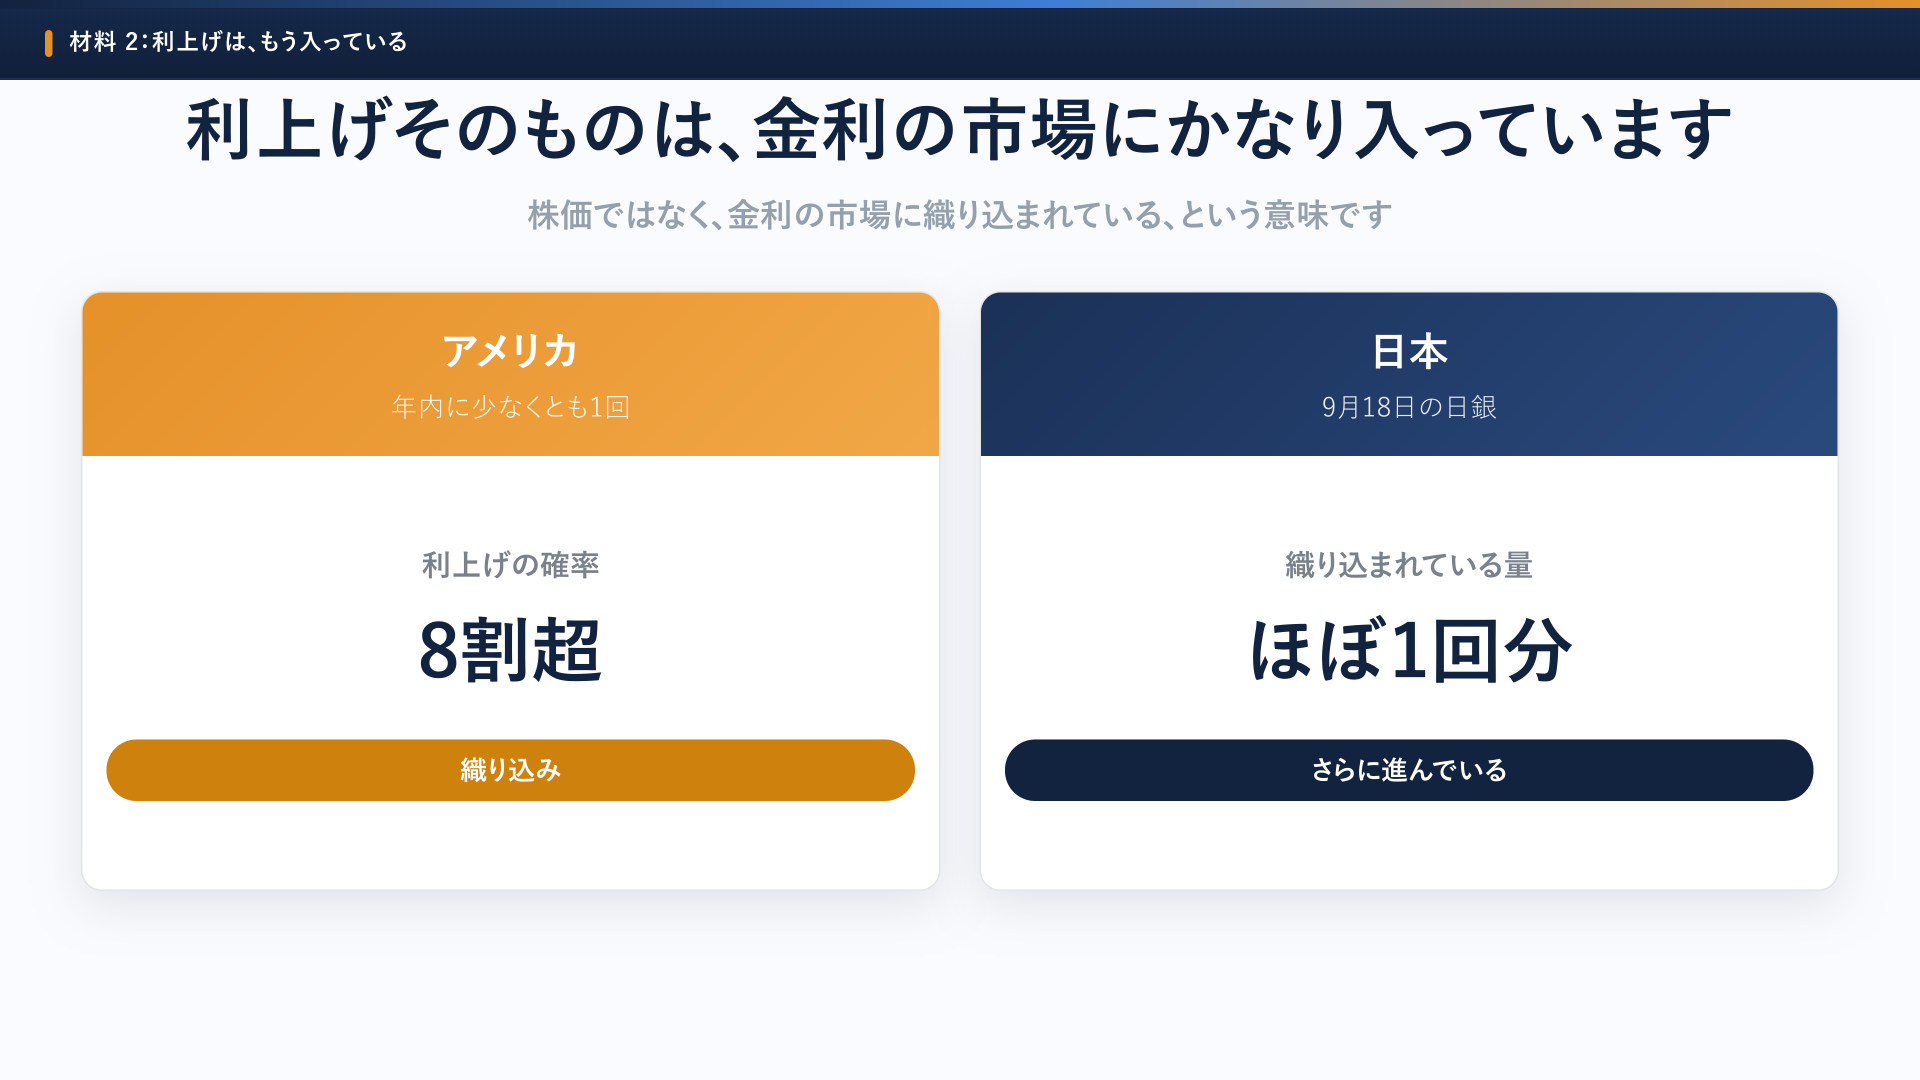 材料 2：利上げは、もう入っている
利上げそのものは、金利の市場にかなり入っています
株価ではなく、金利の市場に織り込まれている、という意味です
アメリカ
年内に少なくとも1回
利上げの確率
8割超
織り込み
日本
9月18日の日銀
織り込まれている量
ほぼ1回分
さらに進んでいる